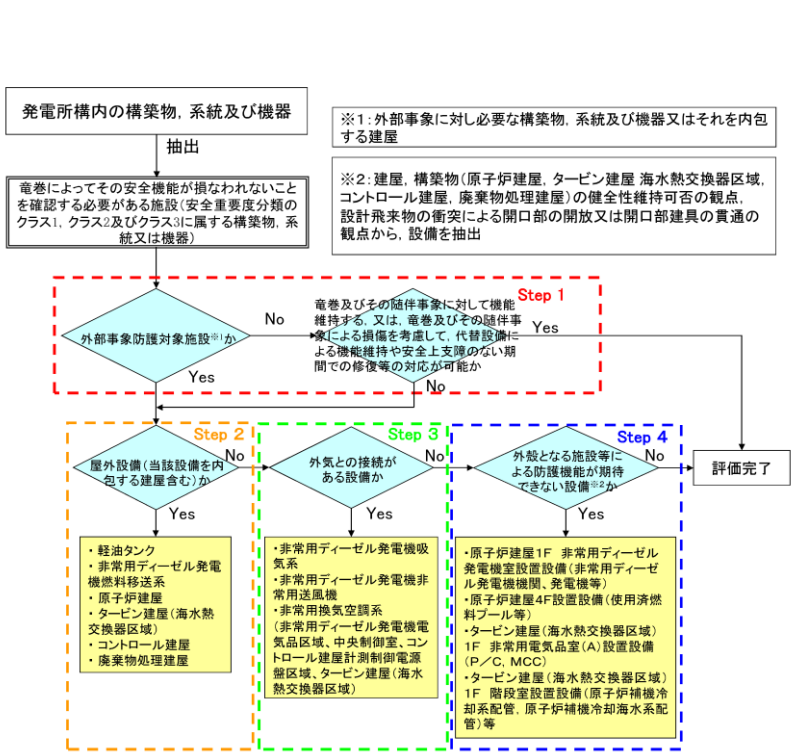 発電所構内の構築物，系統及び機器
※1：外部事象に対し必要な構築物，系統及び機器又はそれを内包
する建屋
抽出
竜巻によってその安全機能が損なわれないこと
を確認する必要がある施設（安全重要度分類の
クラス1，クラス2及びクラス3に属する構築物，系
統又は機器）
※2：建屋，構築物（原子炉建屋，タービン建屋 海水熱交換器区域，
コントロール建屋，廃棄物処理建屋）の健全性維持可否の観点，
設計飛来物の衝突による開口部の開放又は開口部建具の貫通の
観点から，設備を抽出
Step 1
外部事象防護対象施設※1か
No
竜巻及びその随伴事象に対して機能
維持する，又は，竜巻及びその随伴事
象による損傷を考慮して，代替設備に
よる機能維持や安全上支障のない期
間での修復等の対応が可能か
Yes
Yes
No
Step 2
屋外設備（当該設備を内
包する建屋含む）か
No
Yes
・軽油タンク
・非常用ディーゼル発電
機燃料移送系
・原子炉建屋
・タービン建屋（海水熱
交換器区域）
・コントロール建屋
・廃棄物処理建屋
Step 3
外気との接続が
ある設備か
No
Yes
・非常用ディーゼル発電機吸
気系
・非常用ディーゼル発電機非
常用送風機
・非常用換気空調系
（非常用ディーゼル発電機電
気品区域、中央制御室、コン
トロール建屋計測制御電源
盤区域、タービン建屋（海水
熱交換器区域）
Step 4
外殻となる施設等に
よる防護機能が期待
できない設備※2か
No
Yes
・原子炉建屋1F 非常用ディーゼル
発電機室設置設備（非常用ディーゼ
ル発電機機関、発電機等）
・原子炉建屋4F設置設備（使用済燃
料プール等）
・タービン建屋（海水熱交換器区域）
1F 非常用電気品室（A）設置設備
（P／C，MCC）
・タービン建屋（海水熱交換器区域）
1F 階段室設置設備（原子炉補機冷
却系配管，原子炉補機冷却海水系配
管）等
評価完了